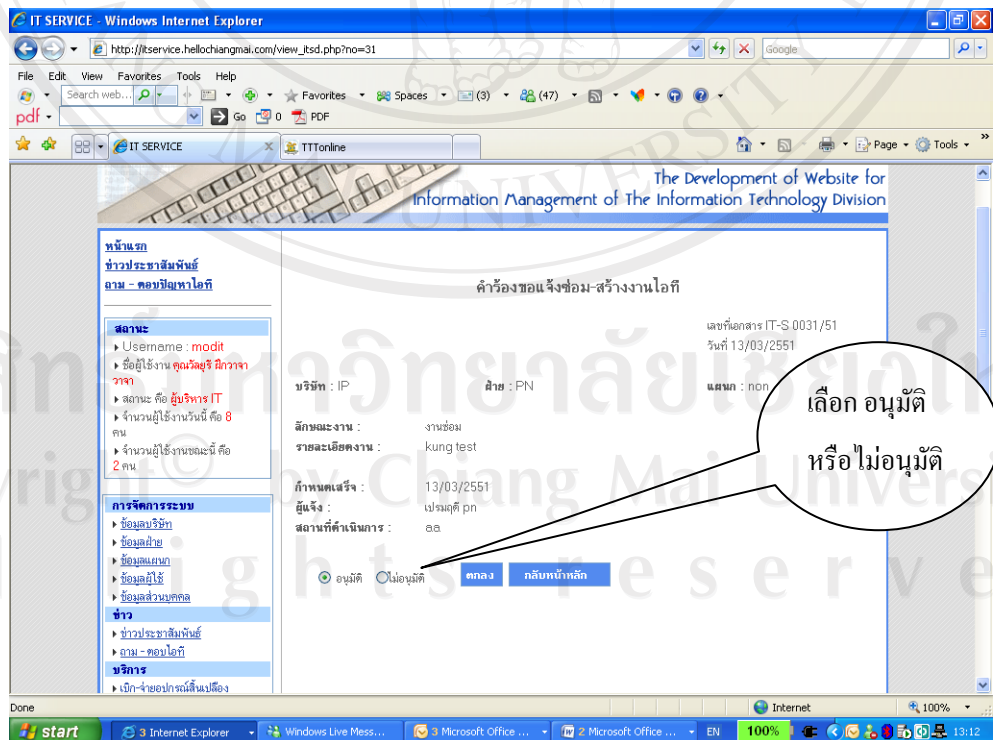 IT SERVICE - Windows Internet Explorer
http://itservice.hellochiangmai.com/view_itsd.php?no=31
Google
File Edit View Favorites Tools Help
Search web... Favorites Spaces (3) (47)
pdf Go 0 PDF
IT SERVICE TTTonline Page Tools
The Development of Website for
Information Management of The Information Technology Division
หน้าแรก
ข่าวประชาสัมพันธ์
ถาม - ตอบปัญหาไอที
สถานะ
Username : modit
ชื่อผู้ใช้งาน คุณวัลยุรี ฝึกวาจา
วาจา
สถานะ คือ ผู้บริหาร IT
จำนวนผู้ใช้งานวันนี้ คือ 8
คน
จำนวนผู้ใช้งานขณะนี้ คือ
2 คน
การจัดการระบบ
ข้อมูลบริษัท
ข้อมูลฝ่าย
ข้อมูลแผนก
ข้อมูลผู้ใช้
ข้อมูลส่วนบุคคล
ข่าว
ข่าวประชาสัมพันธ์
ถาม - ตอบไอที
บริการ
เบิก-จ่ายอุปกรณ์สิ้นเปลือง
คำร้องขอแจ้งซ่อม-สร้างงานไอที
เลขที่เอกสาร IT-S 0031/51
วันที่ 13/03/2551
บริษัท : IP ฝ่าย : PN แผนก : non
ลักษณะงาน : งานซ่อม
รายละเอียดงาน : kung test
กำหนดเสร็จ : 13/03/2551
ผู้แจ้ง : เปรมฤดี pn
สถานที่ดำเนินการ : a.a.
อนุมัติ ไม่อนุมัติ ตกลง กลับหน้าหลัก
เลือก อนุมัติ
หรือ ไม่อนุมัติ
Done Internet 100%
start 3 Internet Explorer Windows Live Mess... 3 Microsoft Office ... 2 Microsoft Office ... EN 100% 13:12